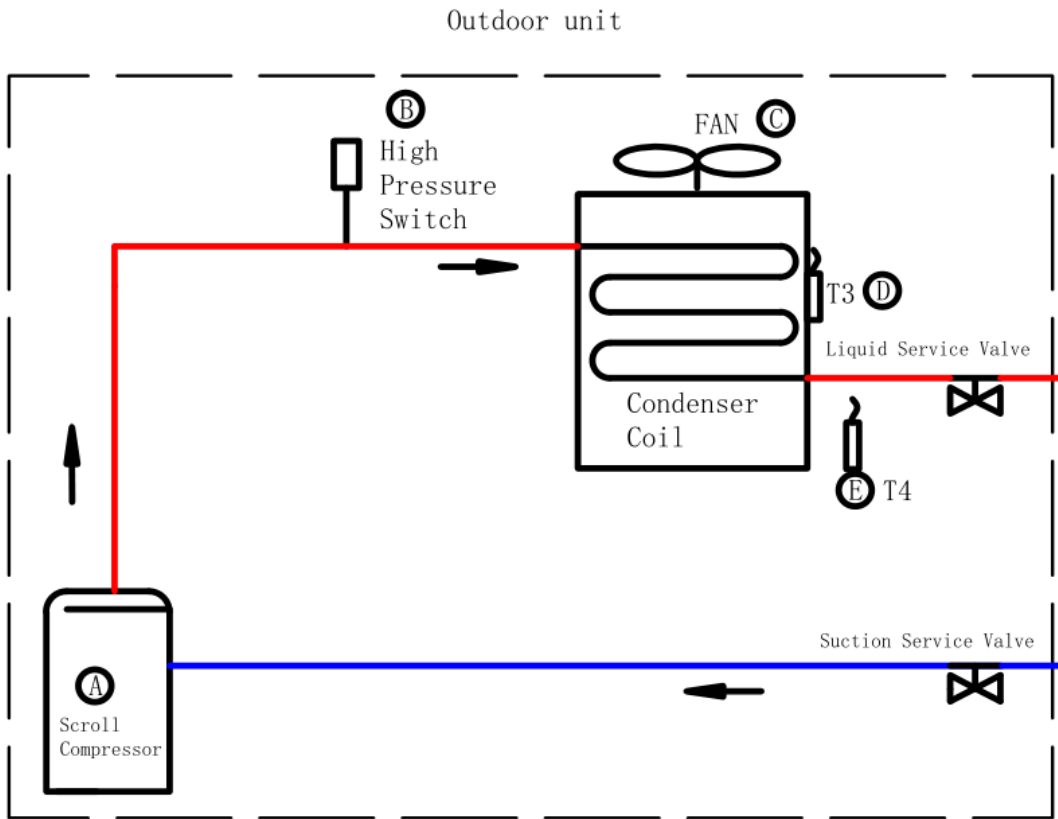 Outdoor unit
B
High
Pressure
Switch
FAN C
T3 D
Liquid Service Valve
Condenser
Coil
E T4
Suction Service Valve
A
Scroll
Compressor